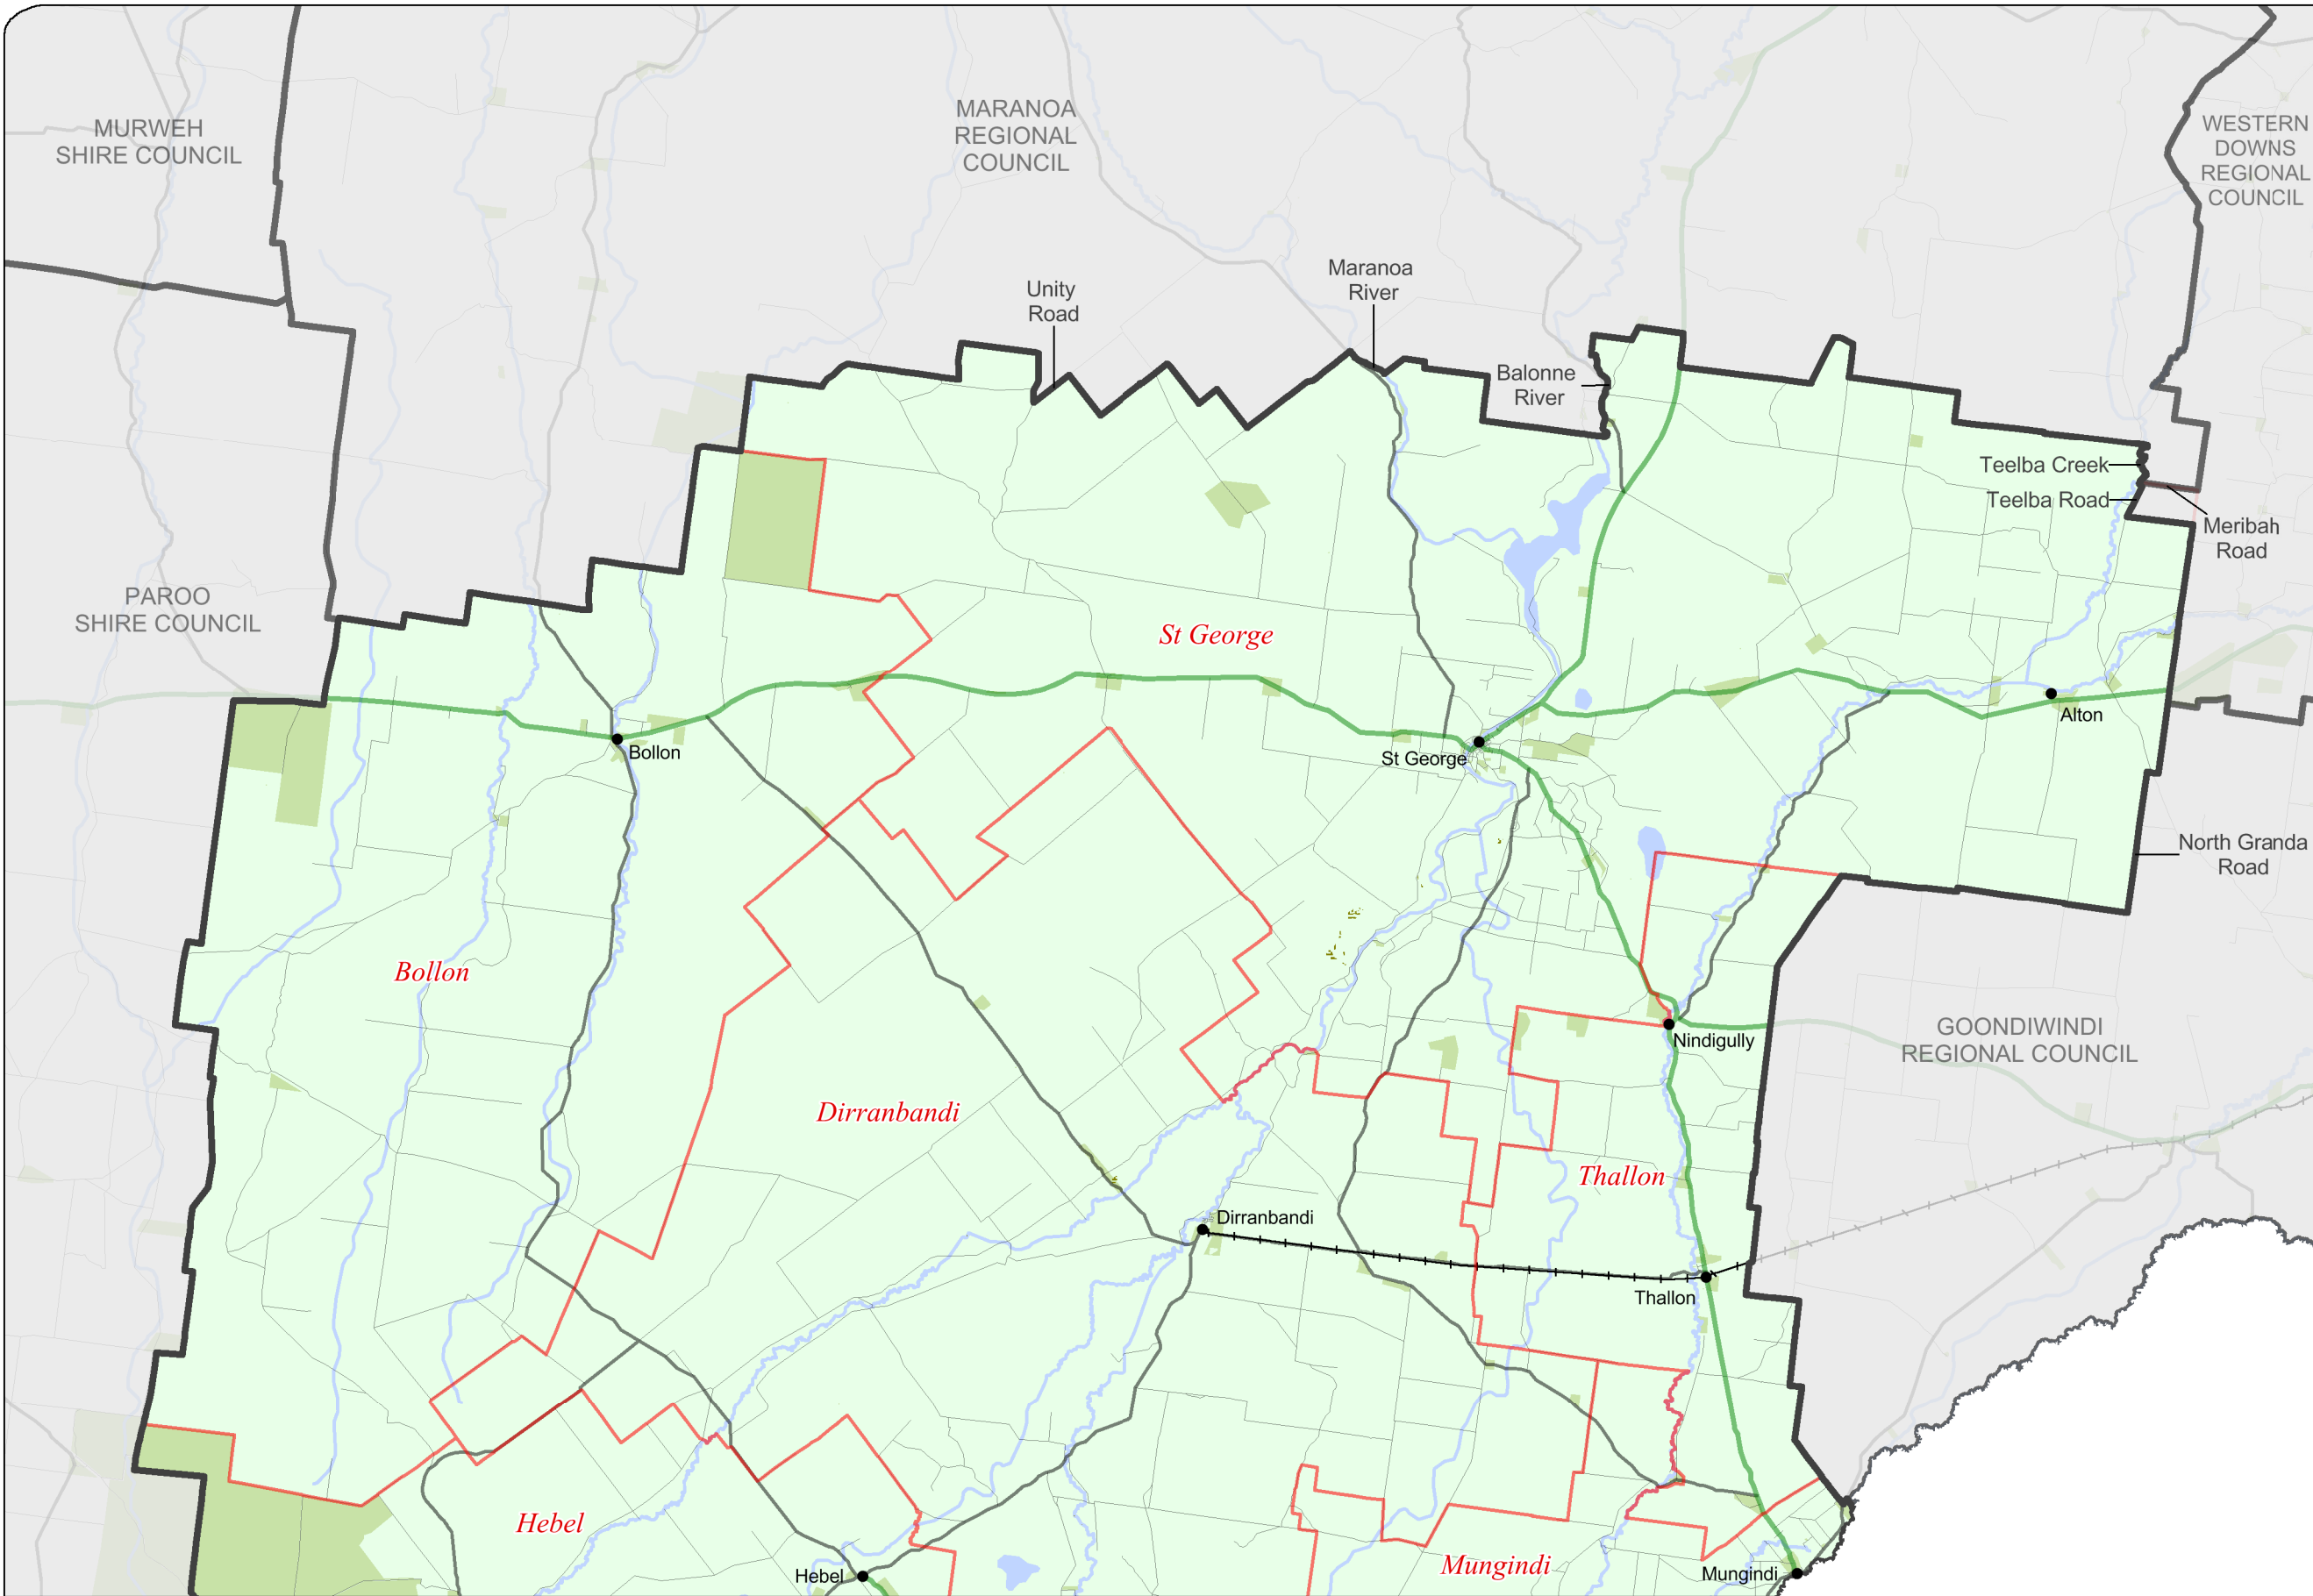 MURWEH
SHIRE COUNCIL
MARANOA
REGIONAL
COUNCIL
WESTERN
DOWNS
REGIONAL
COUNCIL
Unity
Road
Maranoa
River
Balonne
River
Teelba Creek
Teelba Road
Meribah
Road
PAROO
SHIRE COUNCIL
St George
Bollon
St George
Alton
North Granda
Road
Bollon
Nindigully
GOONDIWINDI
REGIONAL COUNCIL
Dirranbandi
Thallon
Dirranbandi
Thallon
Hebel
Mungindi
Hebel
Mungindi